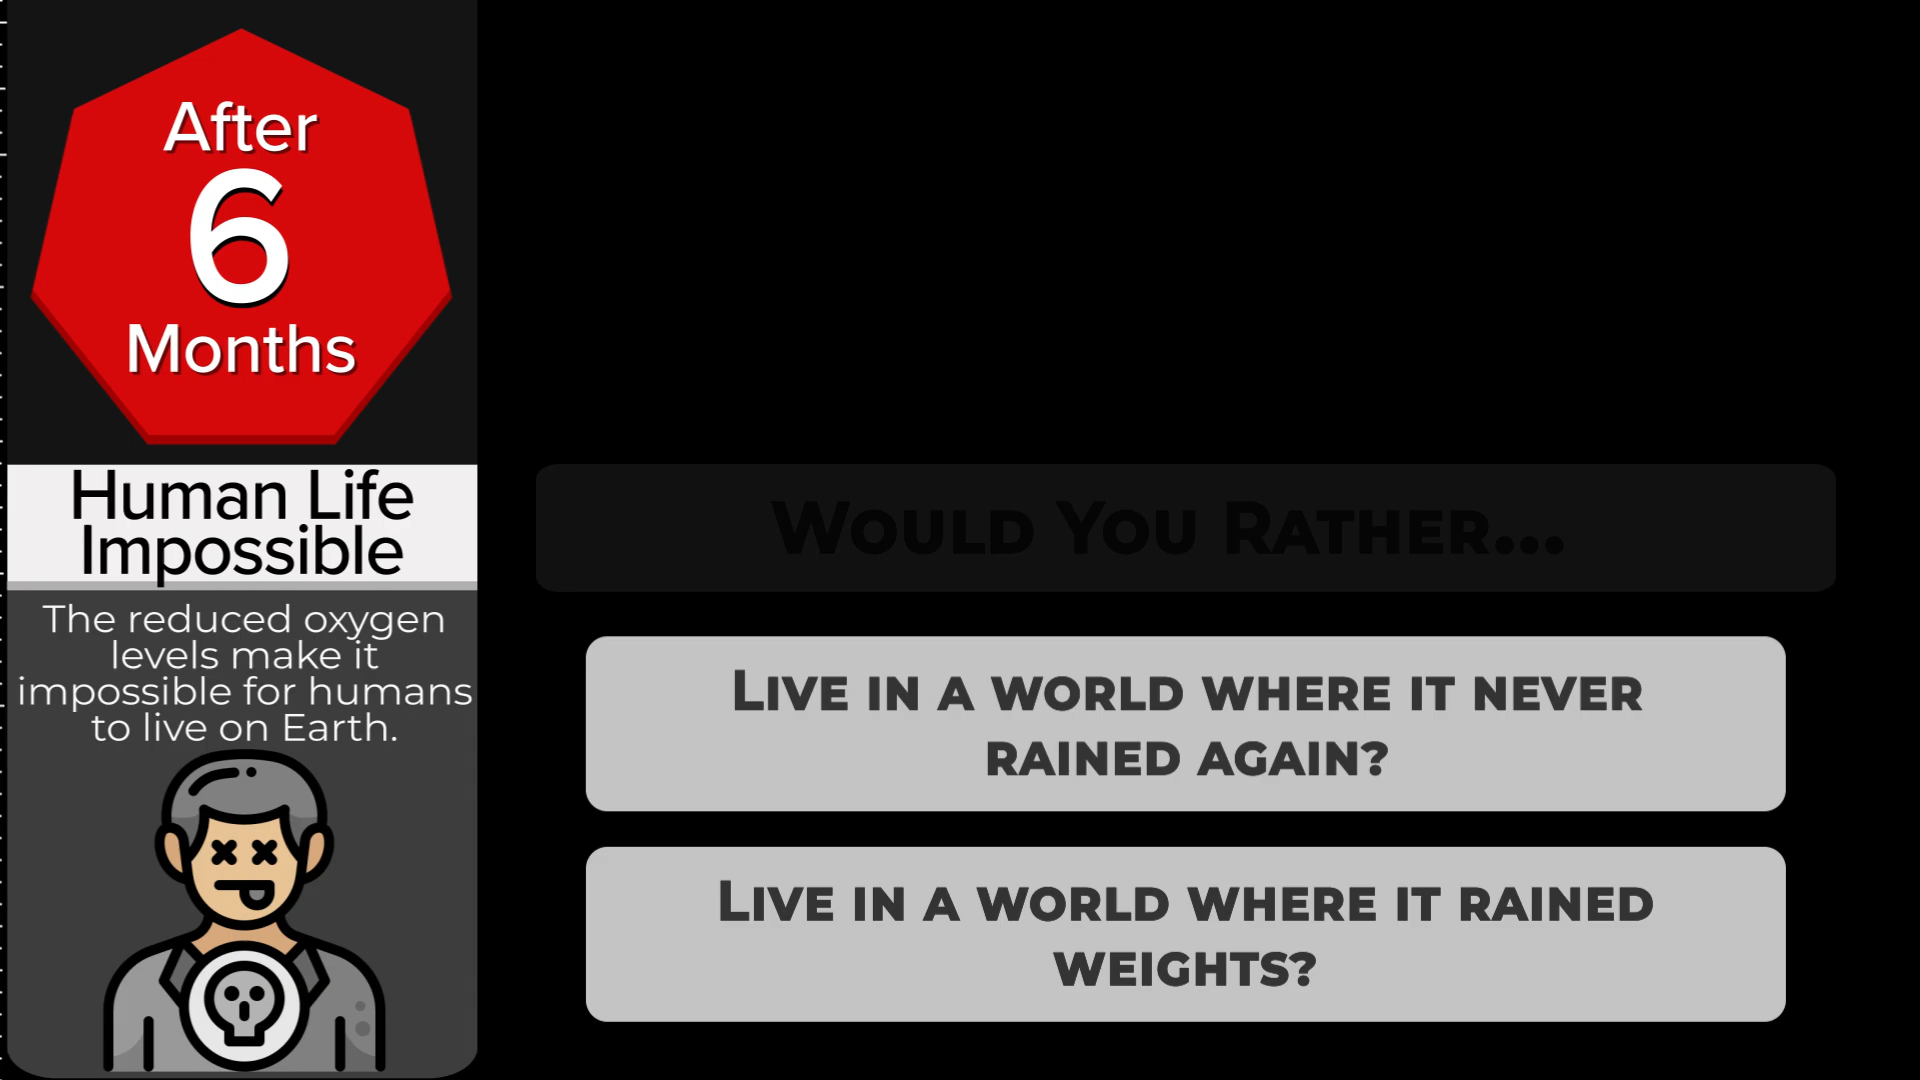 After
6
Months
Human Life
Impossible
The reduced oxygen
levels make it
impossible for humans
to live on Earth.
Would You Rather...
Live in a world where it never
rained again?
Live in a world where it rained
weights?